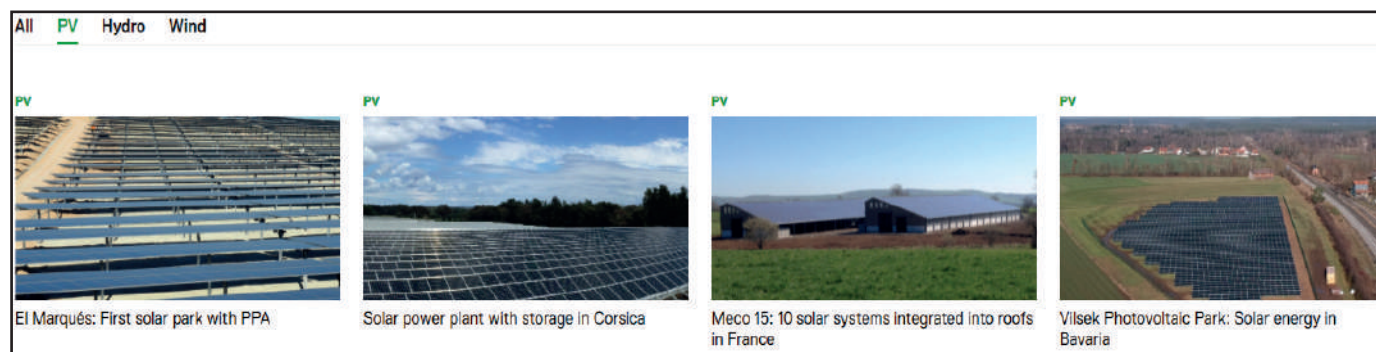 All PV Hydro Wind
PV
El Marqués: First solar park with PPA
PV
Solar power plant with storage in Corsica
PV
Meco 15: 10 solar systems integrated into roofs
in France
PV
Vilsek Photovoltaic Park: Solar energy in
Bavaria